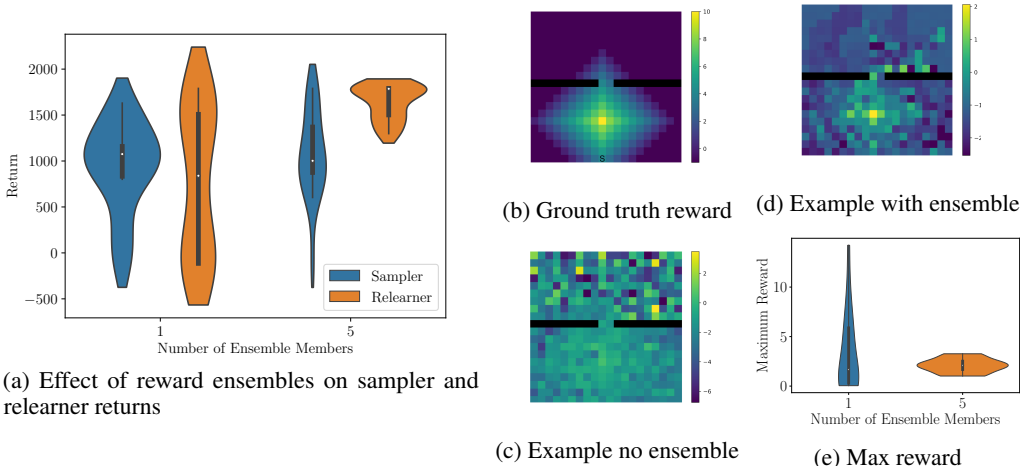 2000
1500
1000
500
0
−500
Return
Sampler
Relearner
1
5
Number of Ensemble Members
(a) Effect of reward ensembles on sampler and
relearner returns
10
8
6
4
2
0
S
(b) Ground truth reward
2
0
−2
−4
−6
(c) Example no ensemble
2
1
0
−1
−2
(d) Example with ensemble
Maximum Reward
10
5
0
1
5
Number of Ensemble Members
(e) Max reward